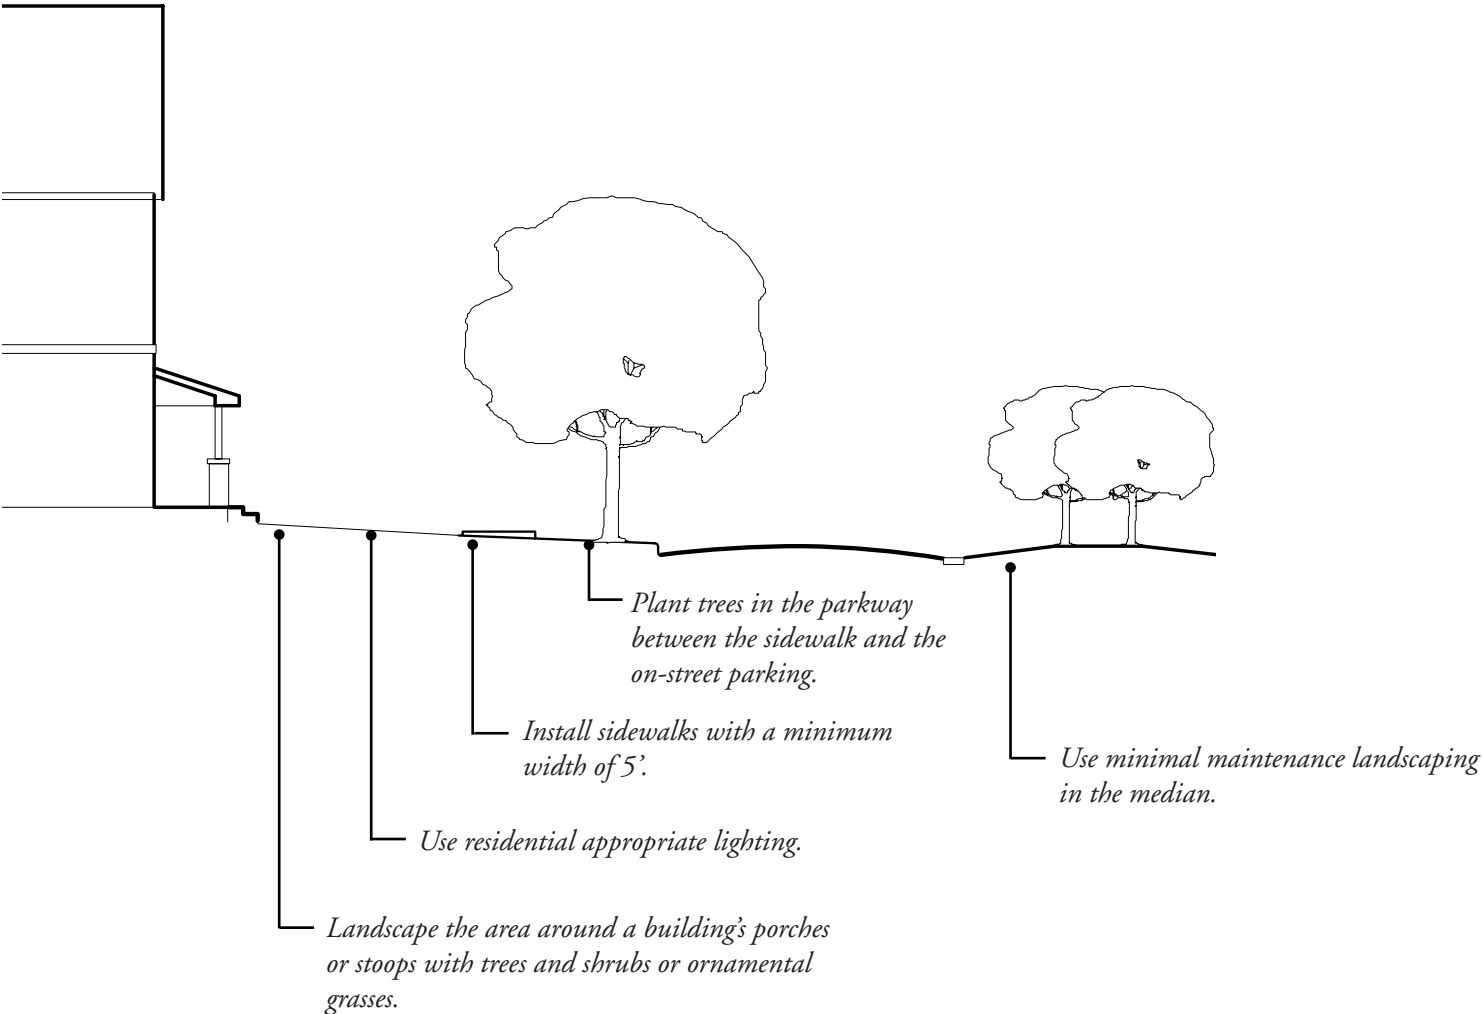 Plant trees in the parkway
between the sidewalk and the
on-street parking.
Install sidewalks with a minimum
width of 5’.
Use minimal maintenance landscaping
in the median.
Use residential appropriate lighting.
Landscape the area around a building’s porches
or stoops with trees and shrubs or ornamental
grasses.